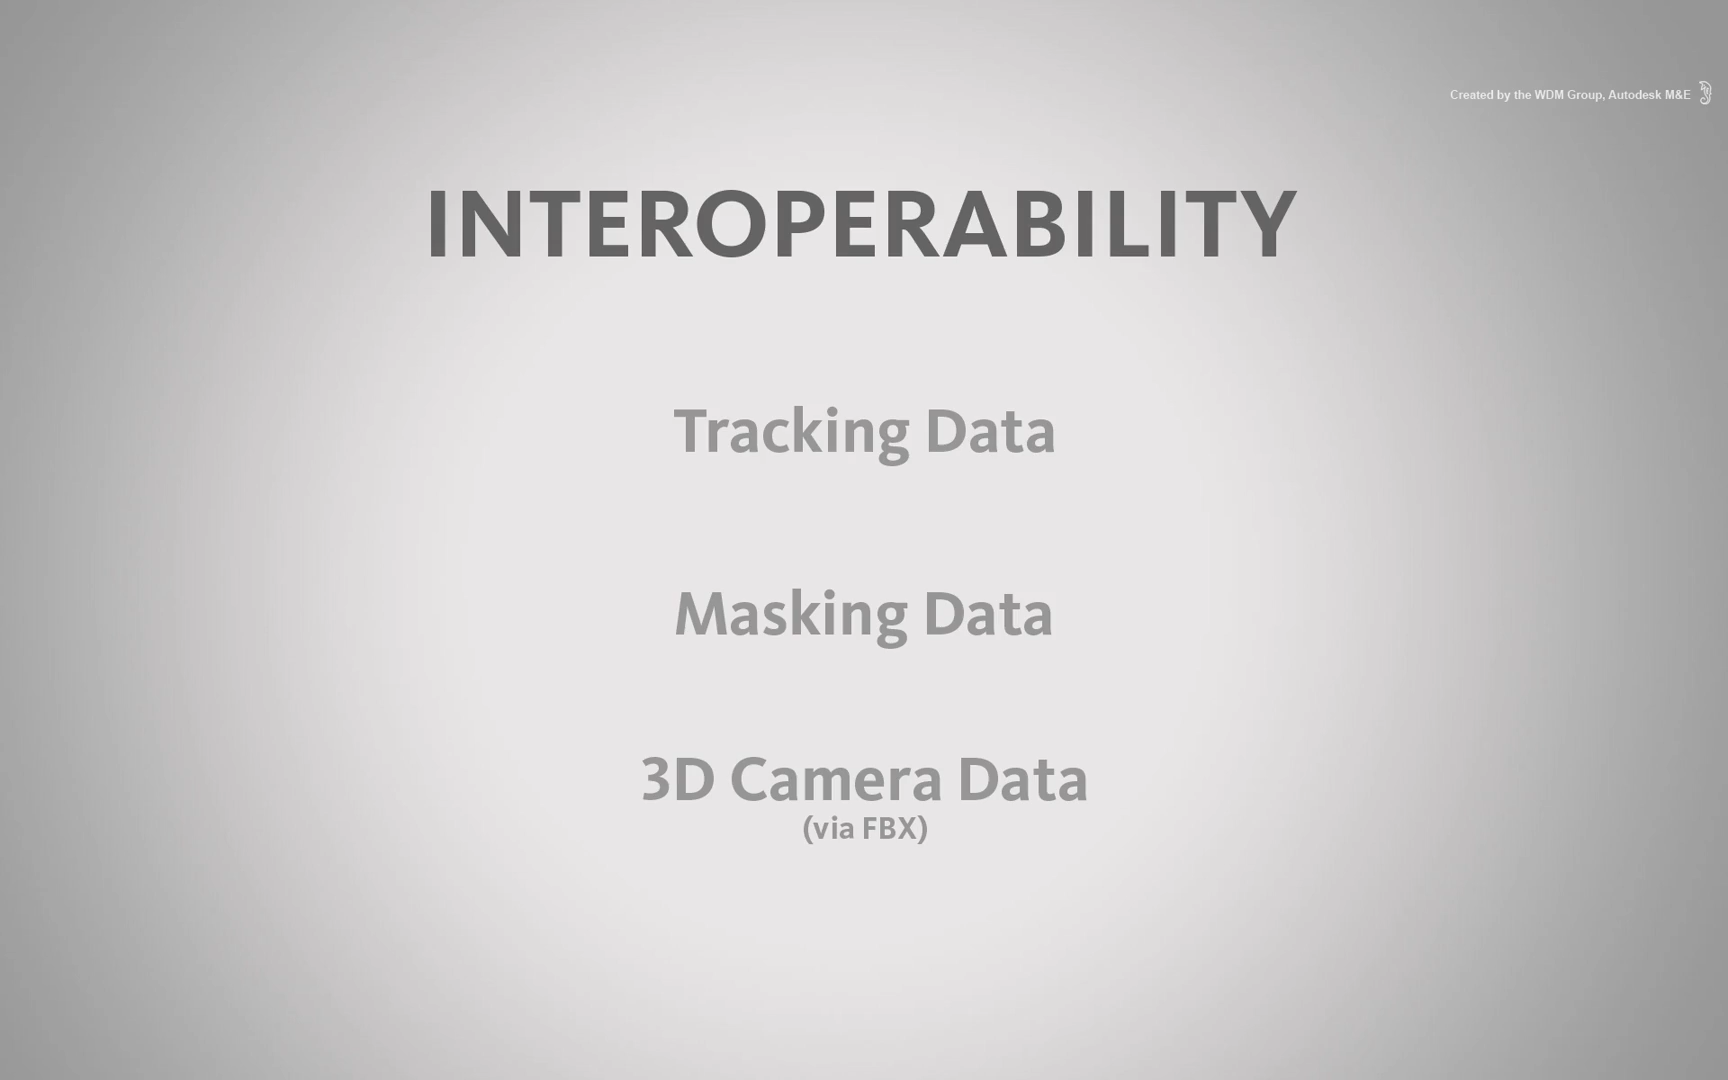 Created by the WDM Group, Autodesk M&E
INTEROPERABILITY
Tracking Data
Masking Data
3D Camera Data
(via FBX)